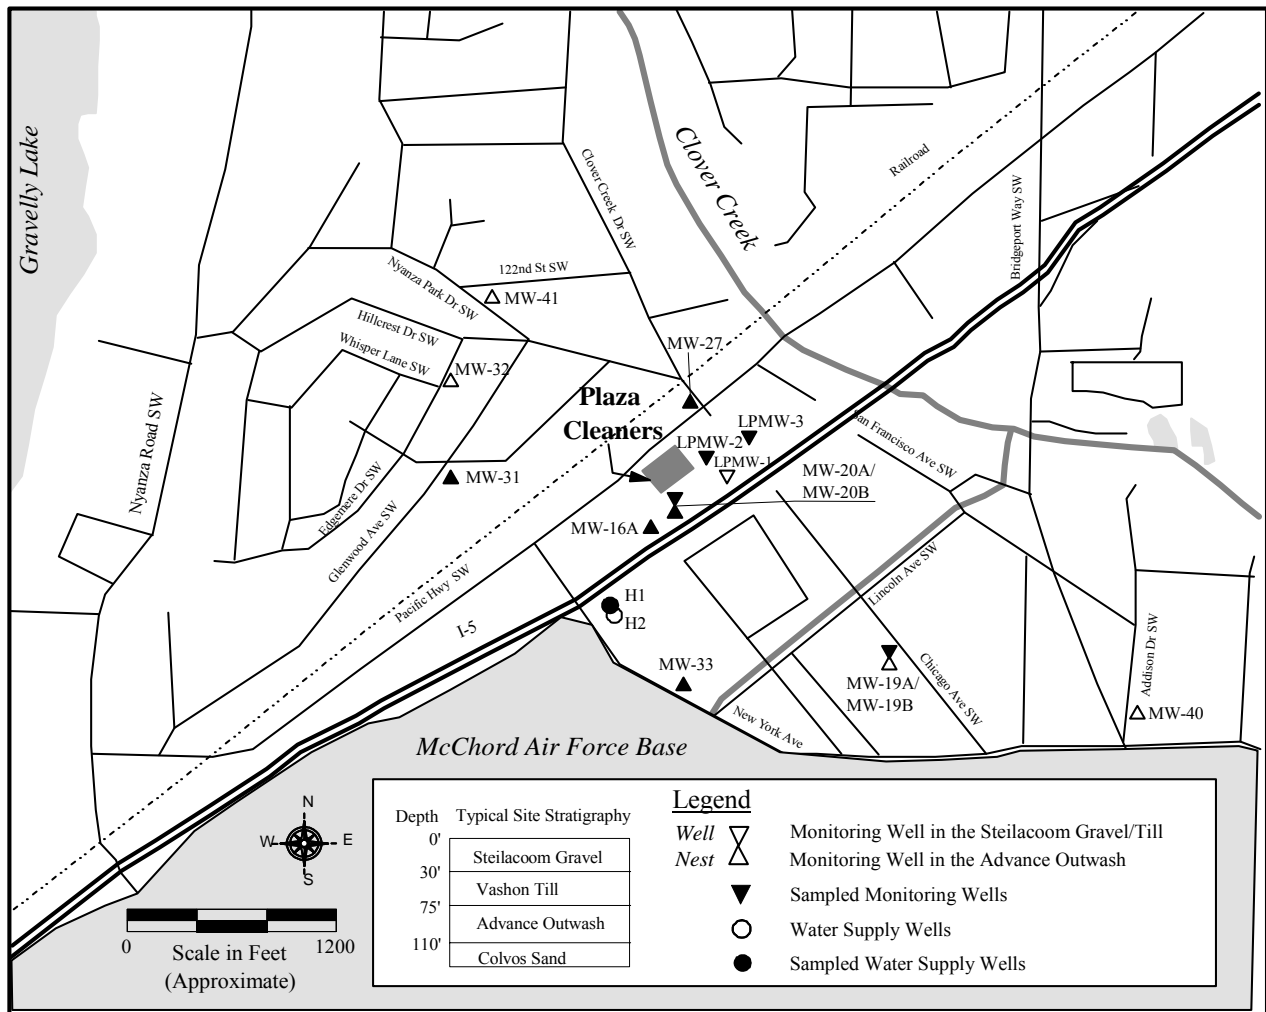 Gravelly Lake
Clover Creek
Railroad
Clover Creek Dr SW
Bridgeport Way SW
122nd St SW
Nyanza Park Dr SW
MW-41
Hillcrest Dr SW
Whisper Lane SW
MW-27
MW-32
Plaza
Cleaners
Nyanza Road SW
LPMW-3
LPMW-2
LPMW-1
San Francisco Ave SW
MW-20A/
MW-20B
MW-31
Edgemere Dr SW
Glenwood Ave SW
MW-16A
Pacific Hwy SW
I-5
Lincoln Ave SW
H1
H2
MW-33
MW-19A/
MW-19B
Chicago Ave SW
Addison Dr SW
MW-40
New York Ave
McChord Air Force Base
N
W
E
S
0
1200
Scale in Feet
(Approximate)
Depth
Typical Site Stratigraphy
0'
Steilacoom Gravel
30'
Vashon Till
75'
Advance Outwash
110'
Colvos Sand
Legend
Well
Nest
Monitoring Well in the Steilacoom Gravel/Till
Monitoring Well in the Advance Outwash
Sampled Monitoring Wells
Water Supply Wells
Sampled Water Supply Wells